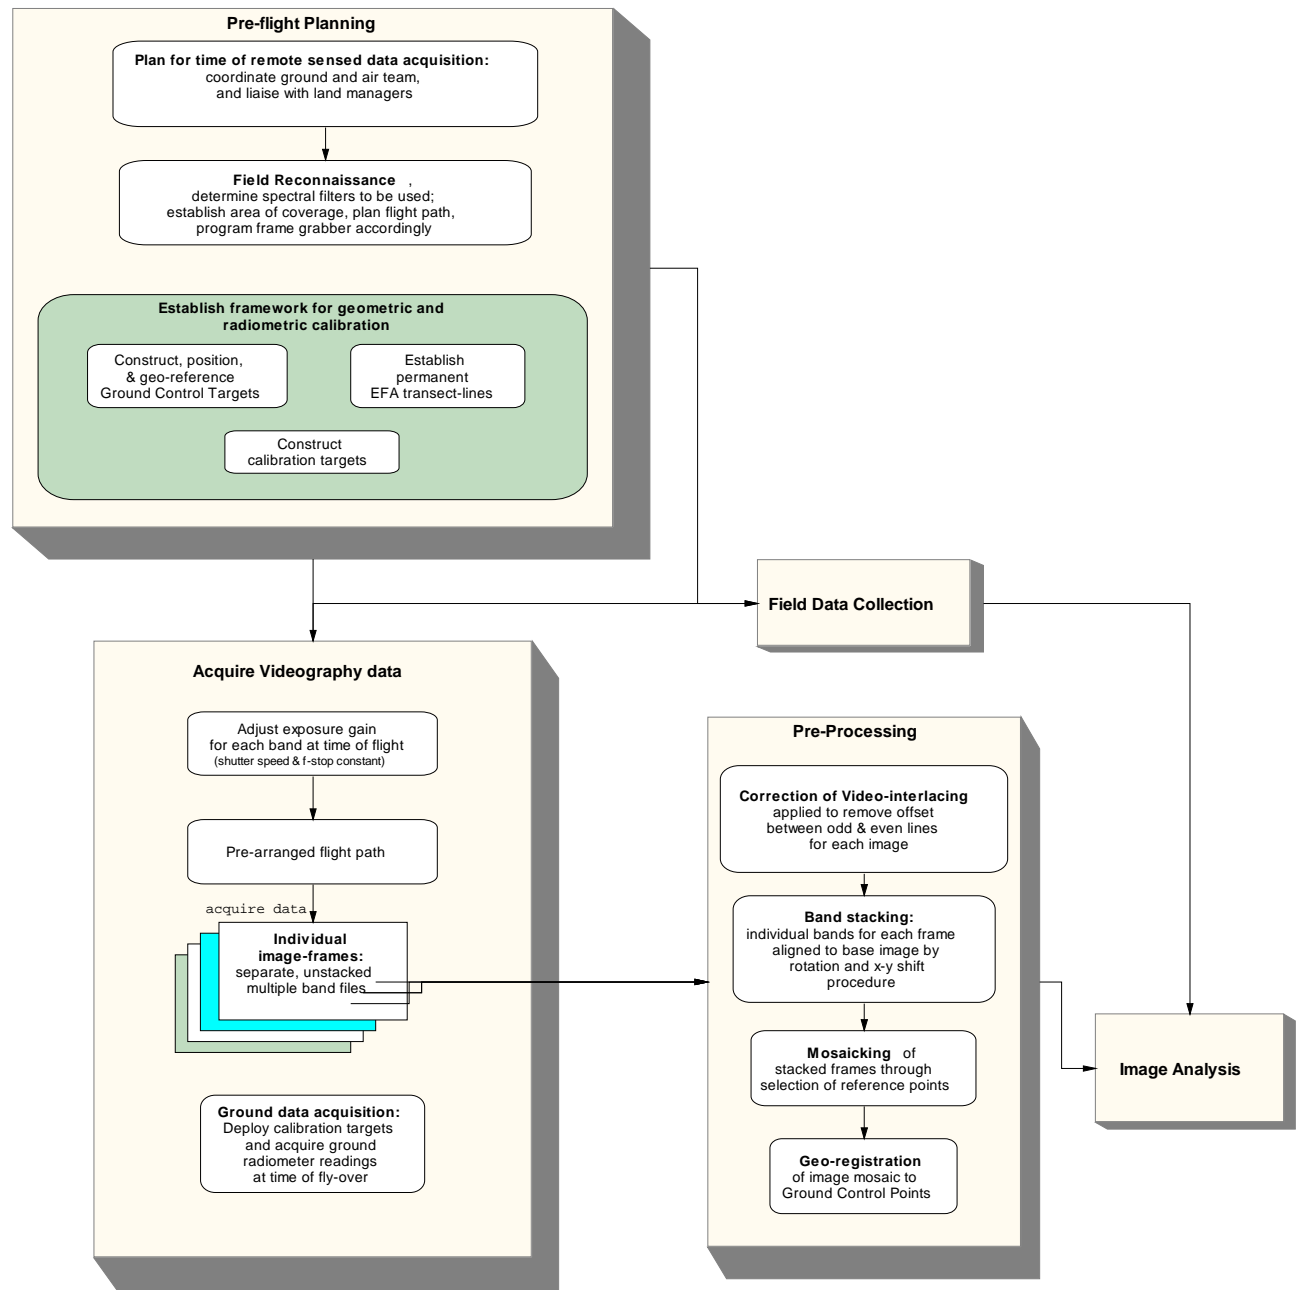 Pre-flight Planning
Plan for time of remote sensed data acquisition:
coordinate ground and air team,
and liaise with land managers
Field Reconnaissance ,
determine spectral filters to be used;
establish area of coverage, plan flight path,
program frame grabber accordingly
Establish framework for geometric and
radiometric calibration
Construct, position,
& geo-reference
Ground Control Targets
Establish
permanent
EFA transect-lines
Construct
calibration targets
Field Data Collection
Acquire Videography data
Adjust exposure gain
for each band at time of flight
(shutter speed & f-stop constant)
Pre-arranged flight path
acquire data
Individual
image-frames:
separate, unstacked
multiple band files
Ground data acquisition:
Deploy calibration targets
and acquire ground
radiometer readings
at time of fly-over
Pre-Processing
Correction of Video-interlacing
applied to remove offset
between odd & even lines
for each image
Band stacking:
individual bands for each frame
aligned to base image by
rotation and x-y shift
procedure
Mosaicking of
stacked frames through
selection of reference points
Geo-registration
of image mosaic to
Ground Control Points
Image Analysis